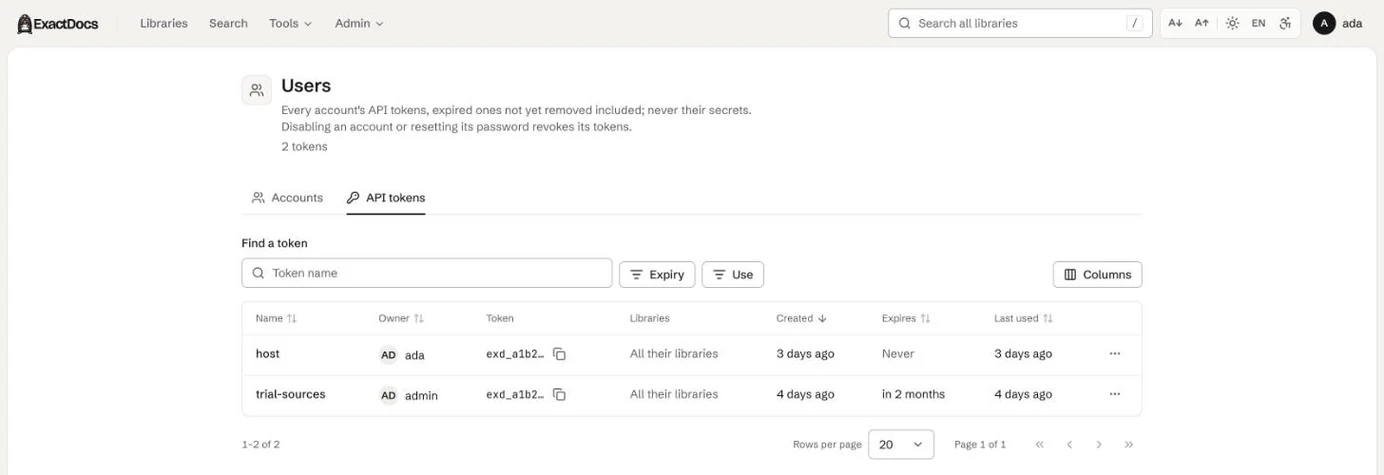 ExactDocs Libraries Search Tools Admin Search all libraries / A↓ A↑ EN A ada
Users
Every account's API tokens, expired ones not yet removed included; never their secrets.
Disabling an account or resetting its password revokes its tokens.
2 tokens
Accounts API tokens
Find a token
Token name Expiry Use Columns
Name Owner Token Libraries Created ↓ Expires Last used
host AD ada exd_a1b2… All their libraries 3 days ago Never 3 days ago ...
trial-sources AD admin exd_a1b2… All their libraries 4 days ago in 2 months 4 days ago ...
1–2 of 2 Rows per page 20 Page 1 of 1